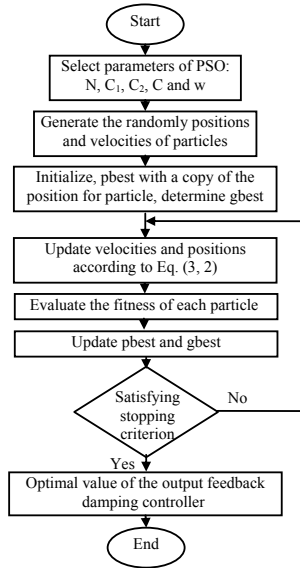 Start
Select parameters of PSO:
N, C₁, C₂, C and w
Generate the randomly positions
and velocities of particles
Initialize, pbest with a copy of the
position for particle, determine gbest
Update velocities and positions
according to Eq. (3, 2)
Evaluate the fitness of each particle
Update pbest and gbest
Satisfying
stopping
criterion
No
Yes
Optimal value of the output feedback
damping controller
End